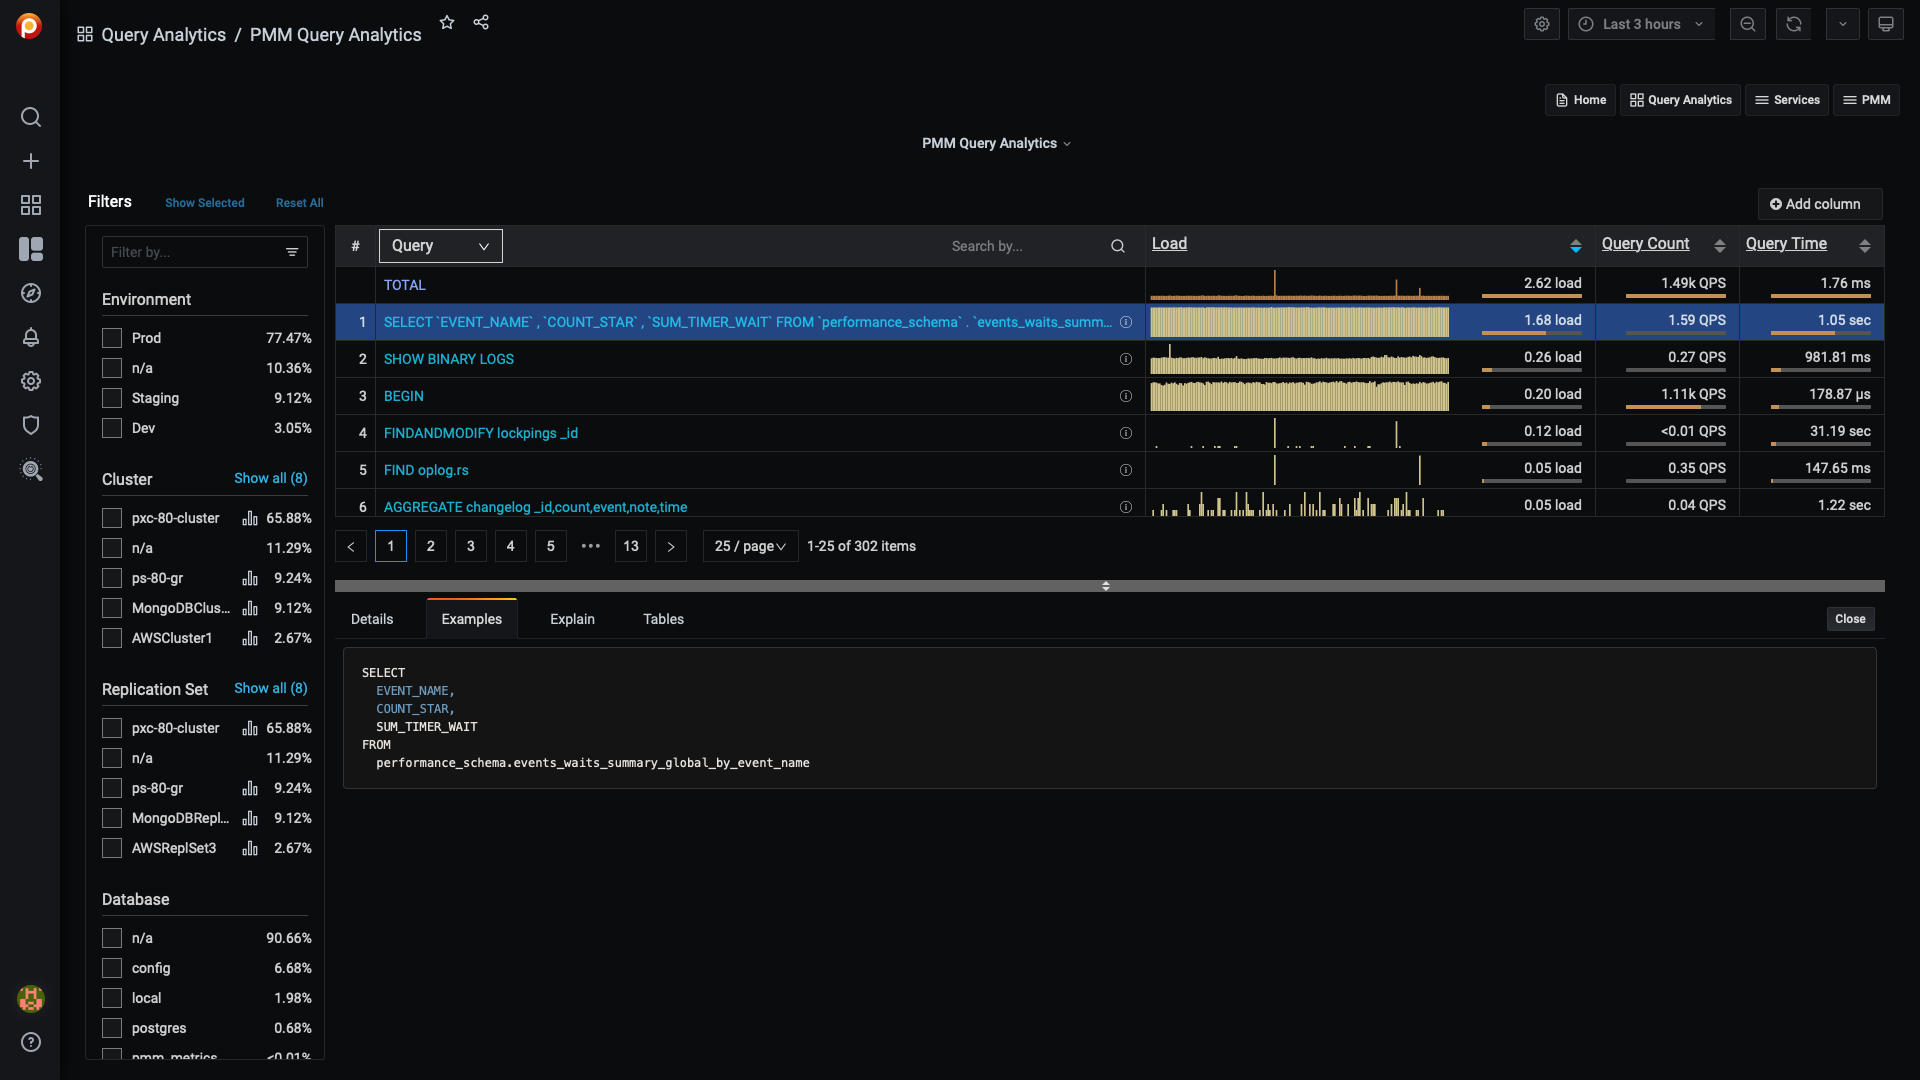 Query Analytics / PMM Query Analytics
Last 3 hours
Home
Query Analytics
Services
PMM
PMM Query Analytics
Filters Show Selected Reset All
Add column
Filter by...
Environment
Prod 77.47%
n/a 10.36%
Staging 9.12%
Dev 3.05%
Cluster Show all (8)
pxc-80-cluster 65.88%
n/a 11.29%
ps-80-gr 9.24%
MongoDBClus... 9.12%
AWSCluster1 2.67%
Replication Set Show all (8)
pxc-80-cluster 65.88%
n/a 11.29%
ps-80-gr 9.24%
MongoDBRepl... 9.12%
AWSReplSet3 2.67%
Database
n/a 90.66%
config 6.68%
local 1.98%
postgres 0.68%
pmm_metrics <0.01%
# Query Search by... Load Query Count Query Time
TOTAL 2.62 load 1.49k QPS 1.76 ms
1 SELECT `EVENT_NAME` , `COUNT_STAR` , `SUM_TIMER_WAIT` FROM `performance_schema` . `events_waits_summ... 1.68 load 1.59 QPS 1.05 sec
2 SHOW BINARY LOGS 0.26 load 0.27 QPS 981.81 ms
3 BEGIN 0.20 load 1.11k QPS 178.87 µs
4 FINDANDMODIFY lockpings _id 0.12 load <0.01 QPS 31.19 sec
5 FIND oplog.rs 0.05 load 0.35 QPS 147.65 ms
6 AGGREGATE changelog _id,count,event,note,time 0.05 load 0.04 QPS 1.22 sec
< 1 2 3 4 5 ••• 13 > 25 / page 1-25 of 302 items
Details Examples Explain Tables Close
SELECT
EVENT_NAME,
COUNT_STAR,
SUM_TIMER_WAIT
FROM
performance_schema.events_waits_summary_global_by_event_name